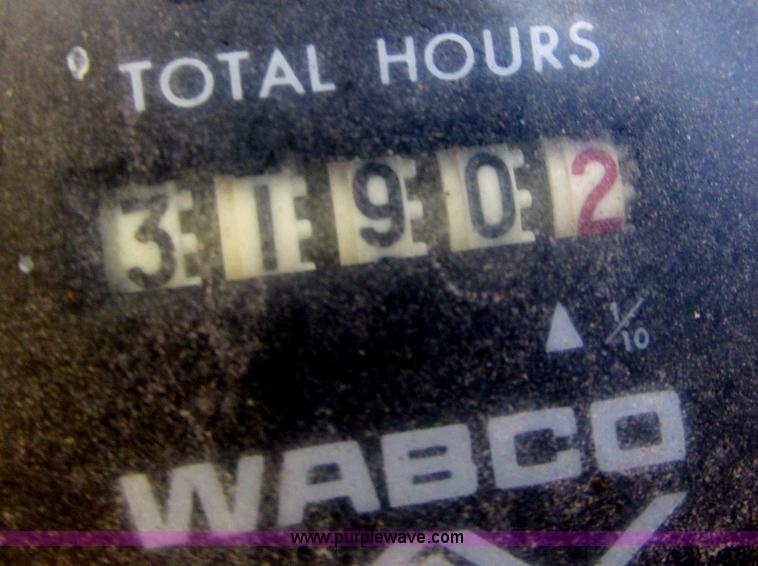 TOTAL HOURS
31902
1/10
WABCO
www.purplewave.com